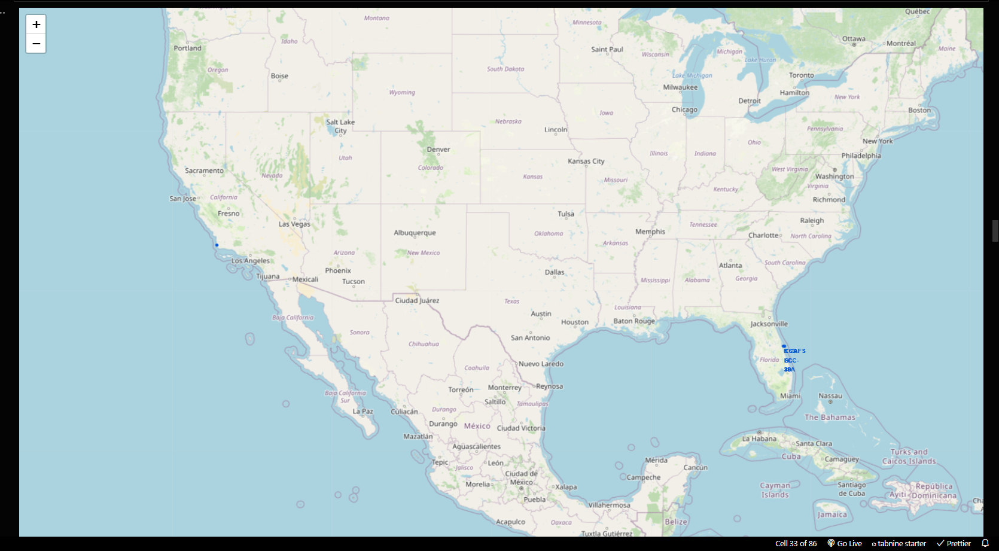 +
−
Québec
Montana
Minnesota
Ottawa
Montréal
Maine
Idaho
Portland
Saint Paul
Wisconsin
Michigan
Lake Huron
Oregon
Boise
South Dakota
Lake Michigan
Toronto
Milwaukee
Hamilton
New York
Wyoming
Detroit
Chicago
Boston
Iowa
Salt Lake
City
Nebraska
Lincoln
Pennsylvania
New York
Denver
Ohio
Philadelphia
Utah
Illinois
Indiana
Kansas City
Colorado
Sacramento
Nevada
Kansas
Missouri
West Virginia
Washington
Virginia
Kentucky
San Jose
California
Richmond
Fresno
Tulsa
Las Vegas
Tennessee
Raleigh
Albuquerque
Oklahoma
Memphis
Charlotte
North Carolina
Arkansas
Arizona
New Mexico
Los Angeles
Atlanta
South Carolina
Phoenix
Dallas
Tijuana
Mexicali
Tucson
Mississippi
Alabama
Georgia
Ciudad Juárez
Texas
Louisiana
Austin
Baja California
Houston
Baton Rouge
Jacksonville
Sonora
San Antonio
Chihuahua
Florida
Coahuila
Nuevo Laredo
Reynosa
Torreón
Monterrey
Baja California
Sur
Saltillo
Tamaulipas
Miami
Nassau
La Paz
Culiacán
Durango
The Bahamas
Durango
México
Ciudad Victoria
Mazatlán
La Habana
Santa Clara
Aguascalientes
Cuba
Camagüey
Turks and
Caicos Islands
Tepic
León
Jalisco
Mérida
Cancún
Ciudad de
México
Campeche
Morelia
Xalapa
Cayman
Islands
Santiago
de Cuba
República
Dominicana
Ayiti
Puebla
Villahermosa
Jamaica
Acapulco
Oaxaca
Belize
Tuxtla Gutiérrez
Cell 33 of 86
Go Live
tabnine starter
Prettier